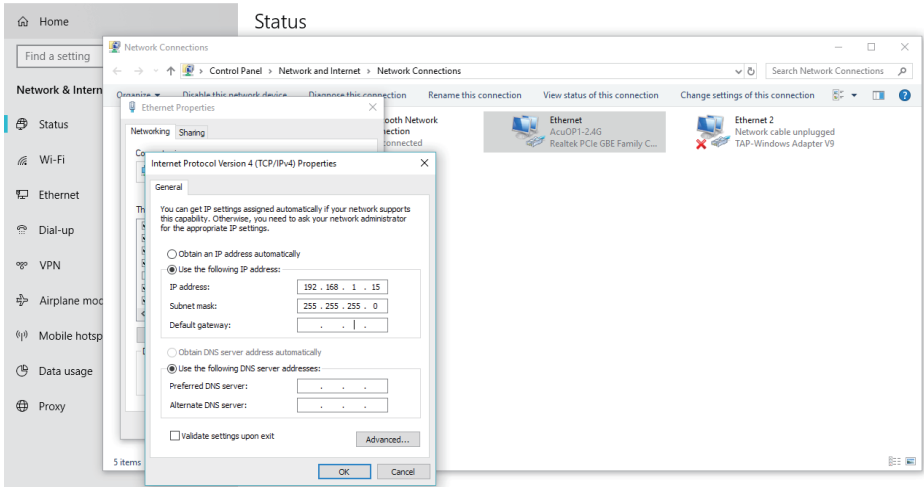 Home
Status
Find a setting
Network & Intern
Status
Wi-Fi
Ethernet
Dial-up
VPN
Airplane mod
Mobile hotsp
Data usage
Proxy
Network Connections
Control Panel > Network and Internet > Network Connections
Search Network Connections
Organize
Disable this network device
Diagnose this connection
Rename this connection
View status of this connection
Change settings of this connection
ooth Network
nection
connected
Ethernet
AcuOP1-2.4G
Realtek PCIe GBE Family C...
Ethernet 2
Network cable unplugged
TAP-Windows Adapter V9
5 items
Ethernet Properties
Networking
Sharing
Co
Th
Internet Protocol Version 4 (TCP/IPv4) Properties
General
You can get IP settings assigned automatically if your network supports
this capability. Otherwise, you need to ask your network administrator
for the appropriate IP settings.
Obtain an IP address automatically
Use the following IP address:
IP address: 192 . 168 . 1 . 15
Subnet mask: 255 . 255 . 255 . 0
Default gateway: . . .
Obtain DNS server address automatically
Use the following DNS server addresses:
Preferred DNS server: . . .
Alternate DNS server: . . .
Validate settings upon exit
Advanced...
OK
Cancel